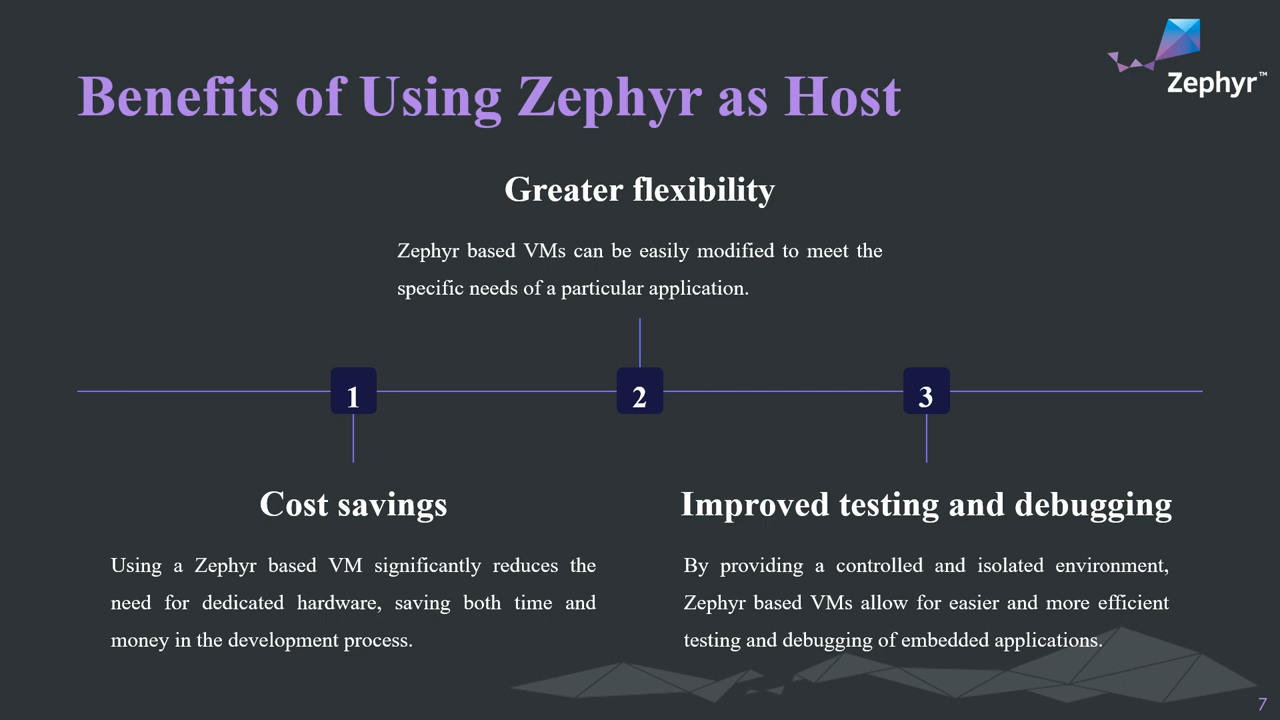 Zephyr™
Benefits of Using Zephyr as Host
Greater flexibility
Zephyr based VMs can be easily modified to meet the
specific needs of a particular application.
1
2
3
Cost savings
Using a Zephyr based VM significantly reduces the
need for dedicated hardware, saving both time and
money in the development process.
Improved testing and debugging
By providing a controlled and isolated environment,
Zephyr based VMs allow for easier and more efficient
testing and debugging of embedded applications.
7